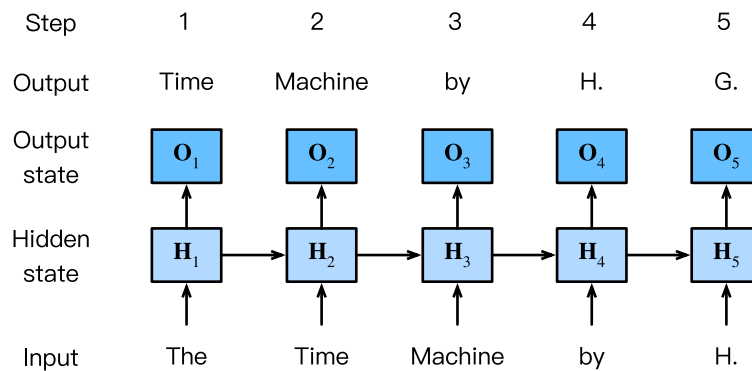 Step 1 2 3 4 5
Output Time Machine by H. G.
Output state O1 O2 O3 O4 O5
Hidden state H1 H2 H3 H4 H5
Input The Time Machine by H.